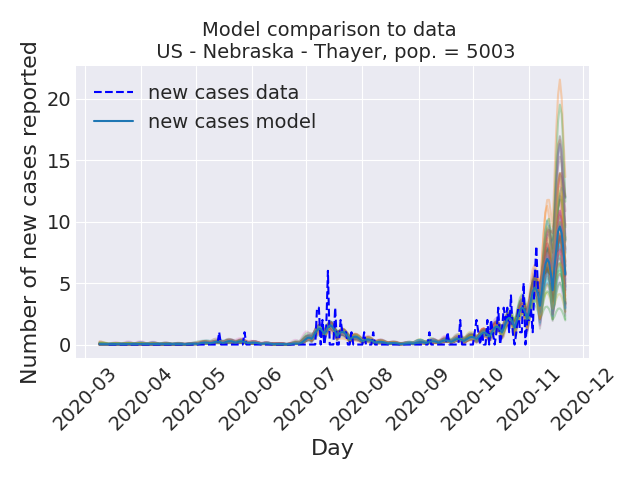 Model comparison to data
US - Nebraska - Thayer, pop. = 5003
Number of new cases reported
new cases data
new cases model
20
15
10
5
0
2020-03
2020-04
2020-05
2020-06
2020-07
2020-08
2020-09
2020-10
2020-11
2020-12
Day